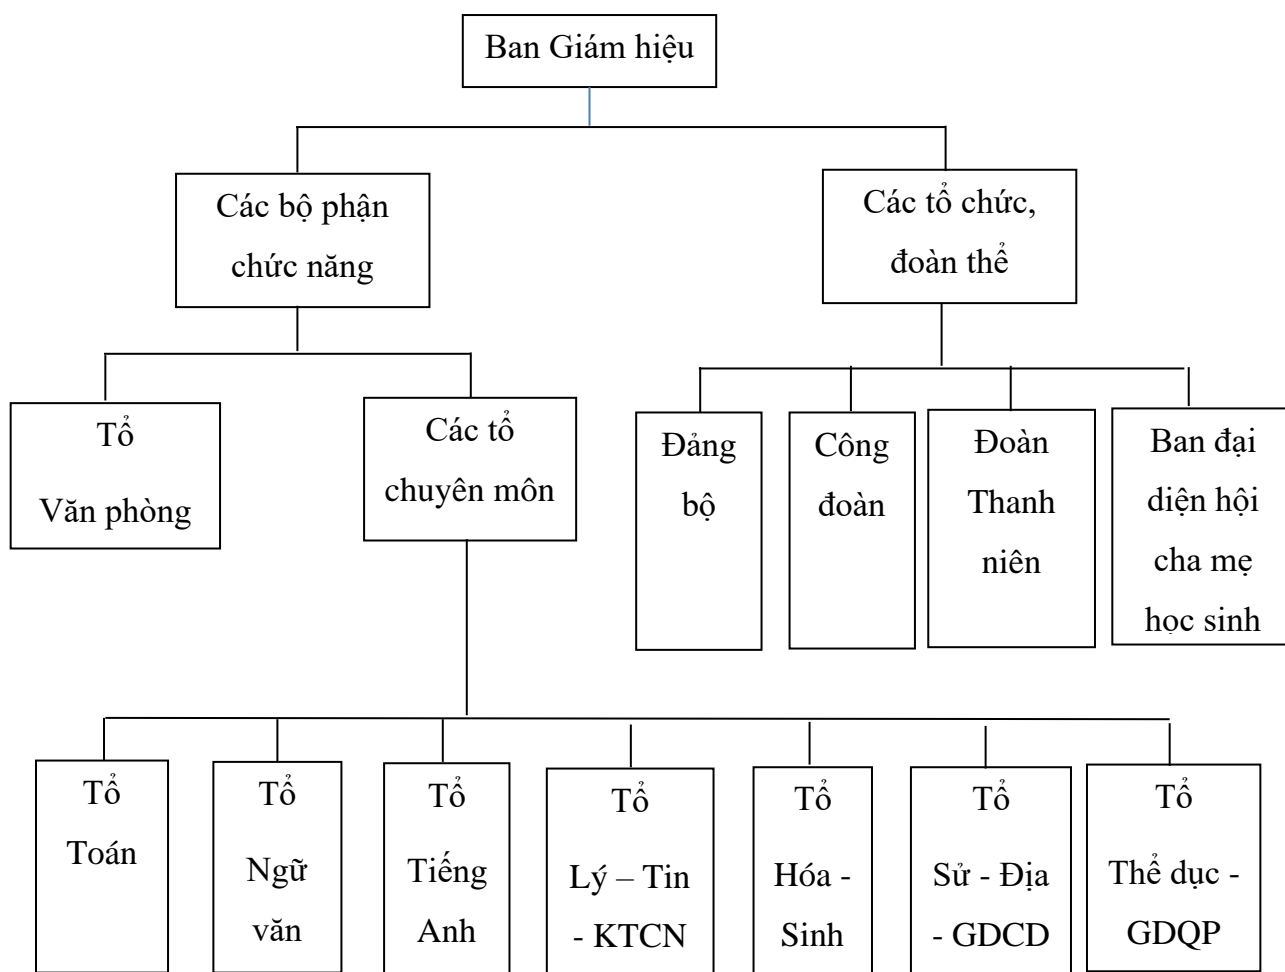 Ban Giám hiệu
Các bộ phận
chức năng
Các tổ chức,
đoàn thể
Tổ
Văn phòng
Các tổ
chuyên môn
Đảng
bộ
Công
đoàn
Đoàn
Thanh
niên
Ban đại
diện hội
cha mẹ
học sinh
Tổ
Toán
Tổ
Ngữ
văn
Tổ
Tiếng
Anh
Tổ
Lý – Tin
- KTCN
Tổ
Hóa -
Sinh
Tổ
Sử - Địa
- GDCD
Tổ
Thể dục -
GDQP